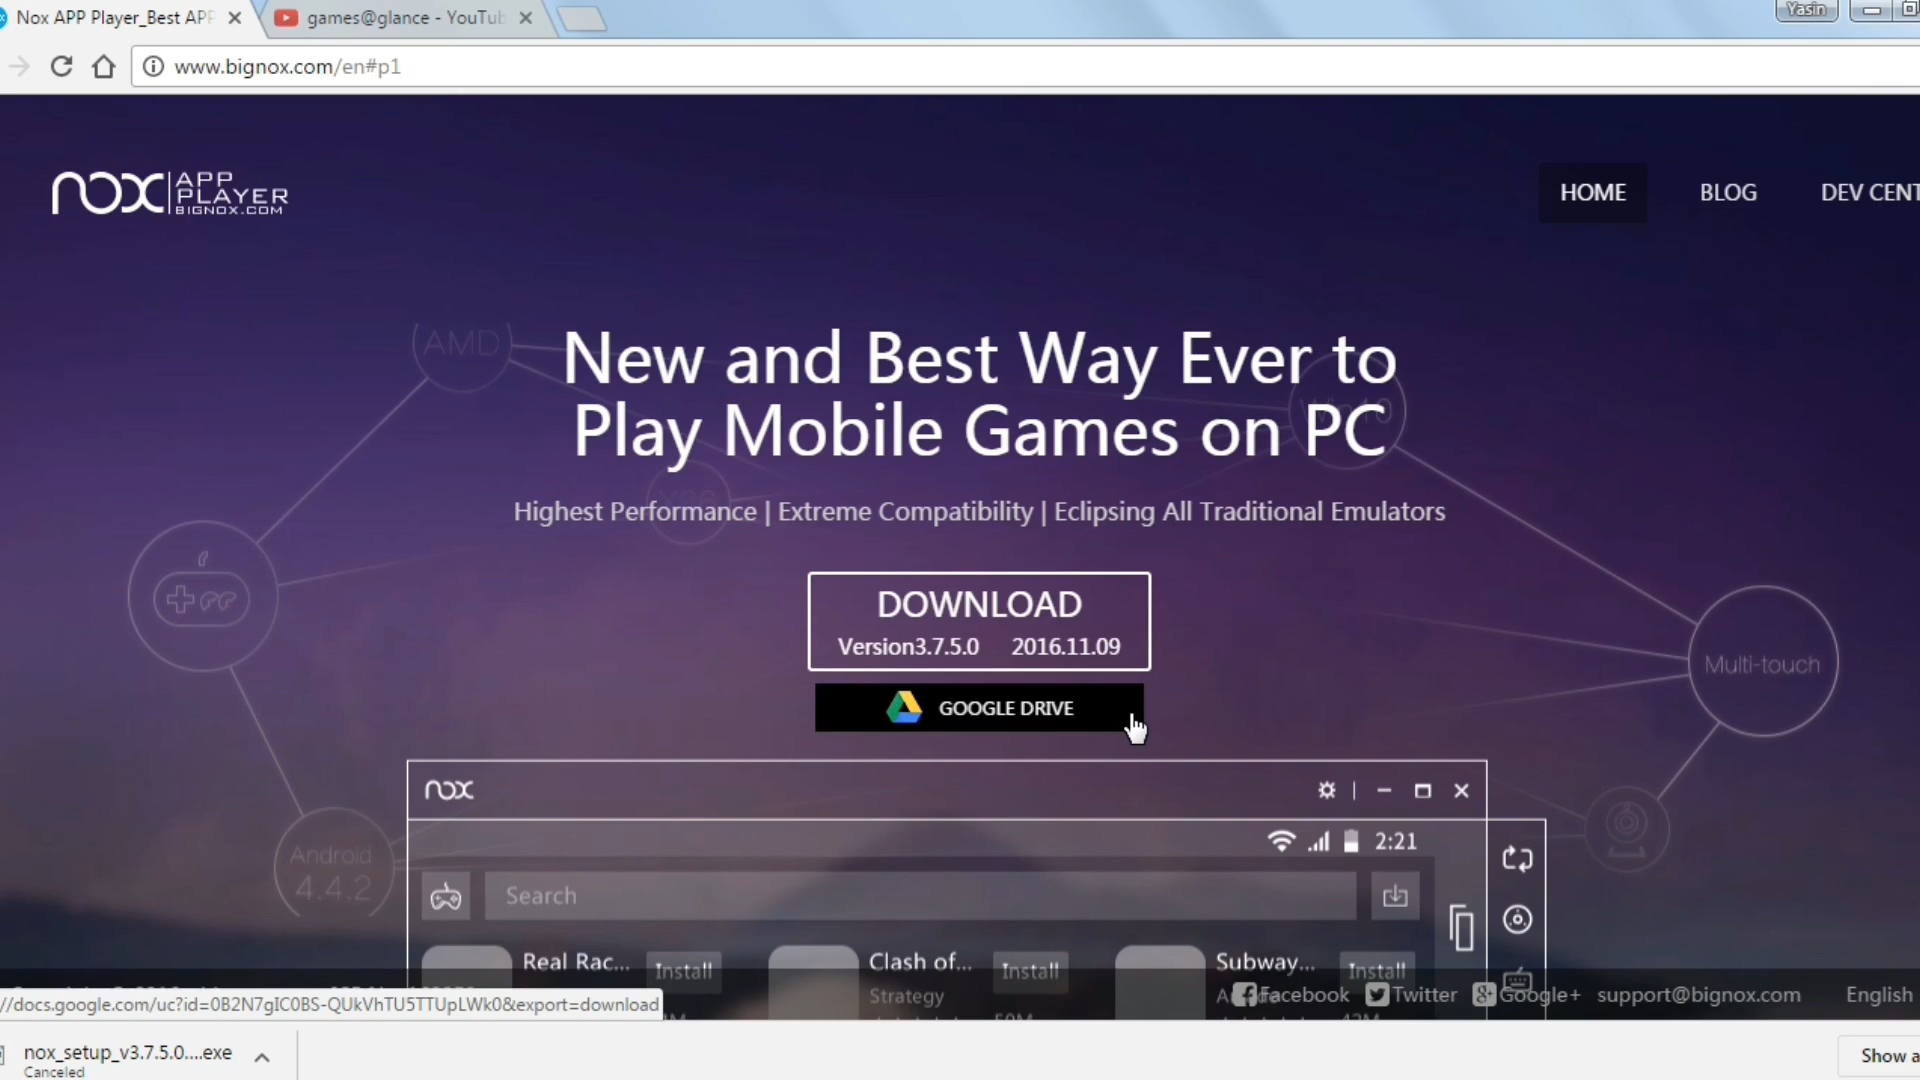 Nox APP Player_Best APP
games@glance - YouTub
Yasin
www.bignox.com/en#p1
nox APP
PLAYER
BIGNOX.COM
HOME
BLOG
DEV CENT
AMD
New and Best Way Ever to
Win10
Play Mobile Games on PC
X86
Highest Performance | Extreme Compatibility | Eclipsing All Traditional Emulators
DOWNLOAD
Version3.7.5.0 2016.11.09
Multi-touch
GOOGLE DRIVE
nox
2:21
Android
4.4.2
Search
Real Rac... Install
Clash of... Install
Subway... Install
Strategy
Facebook Twitter Google+ support@bignox.com English
//docs.google.com/uc?id=0B2N7gIC0BS-QUkVhTU5TTUpLWk0&export=download
nox_setup_v3.7.5.0....exe
Canceled
Show a